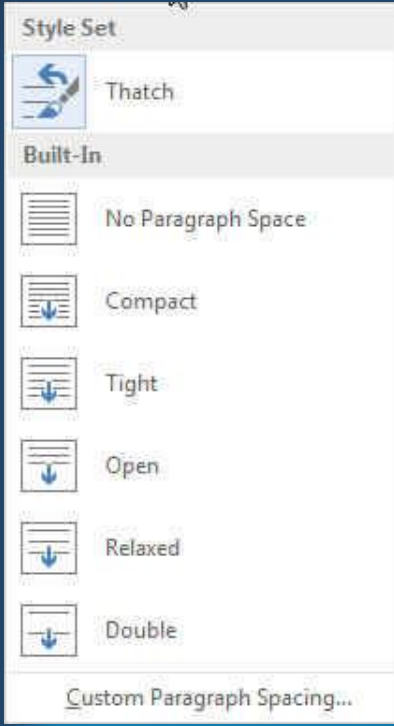 Style Set
Thatch
Built-In
No Paragraph Space
Compact
Tight
Open
Relaxed
Double
Custom Paragraph Spacing...